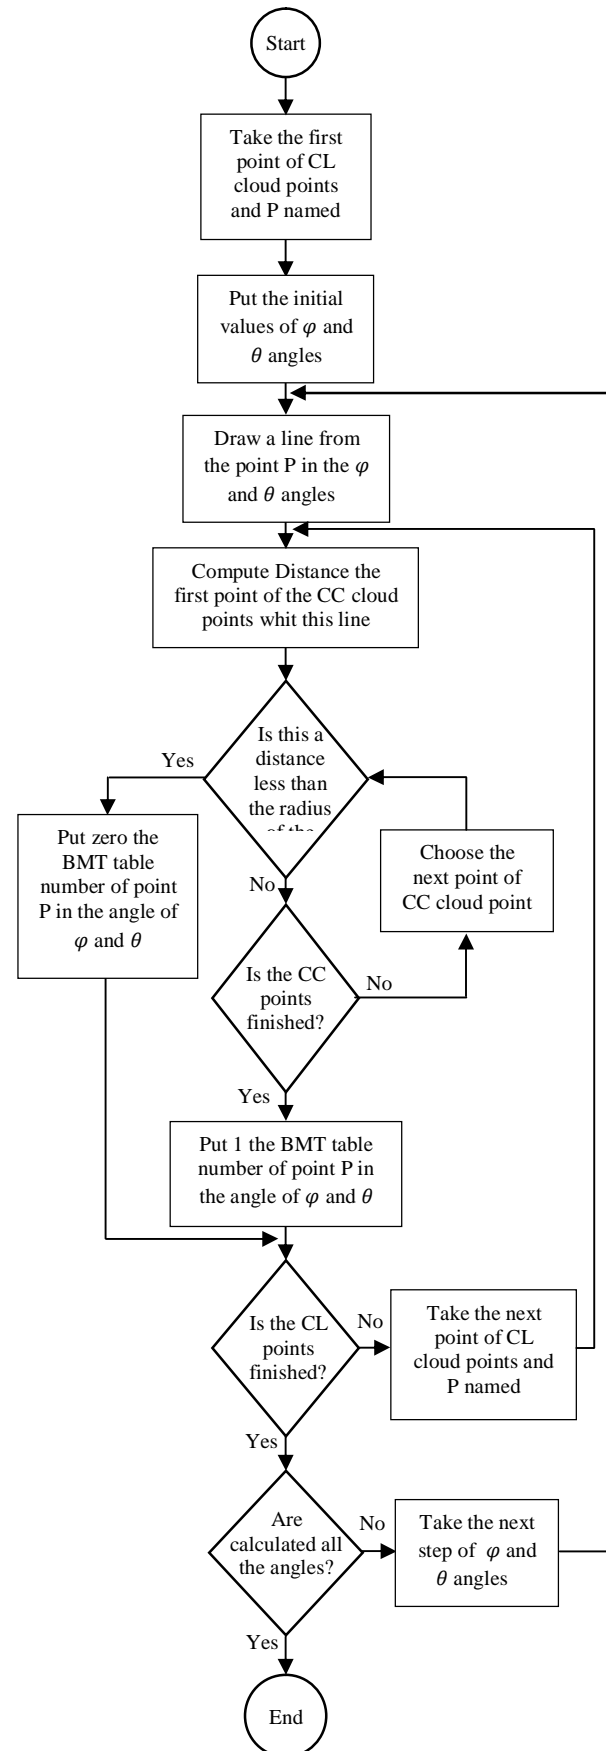 Start
Take the first
point of CL
cloud points
and P named
Put the initial
values of φ and
θ angles
Draw a line from
the point P in the φ
and θ angles
Compute Distance the
first point of the CC cloud
points whit this line
Is this a
distance
less than
the radius
of the
Yes
Put zero the
BMT table
number of point
P in the angle of
φ and θ
No
Choose the
next point of
CC cloud point
Is the CC
points
finished?
No
Yes
Put 1 the BMT table
number of point P in
the angle of φ and θ
Is the CL
points
finished?
No
Take the next
point of CL
cloud points and
P named
Yes
Are
calculated all
the angles?
No
Take the next
step of φ and
θ angles
Yes
End